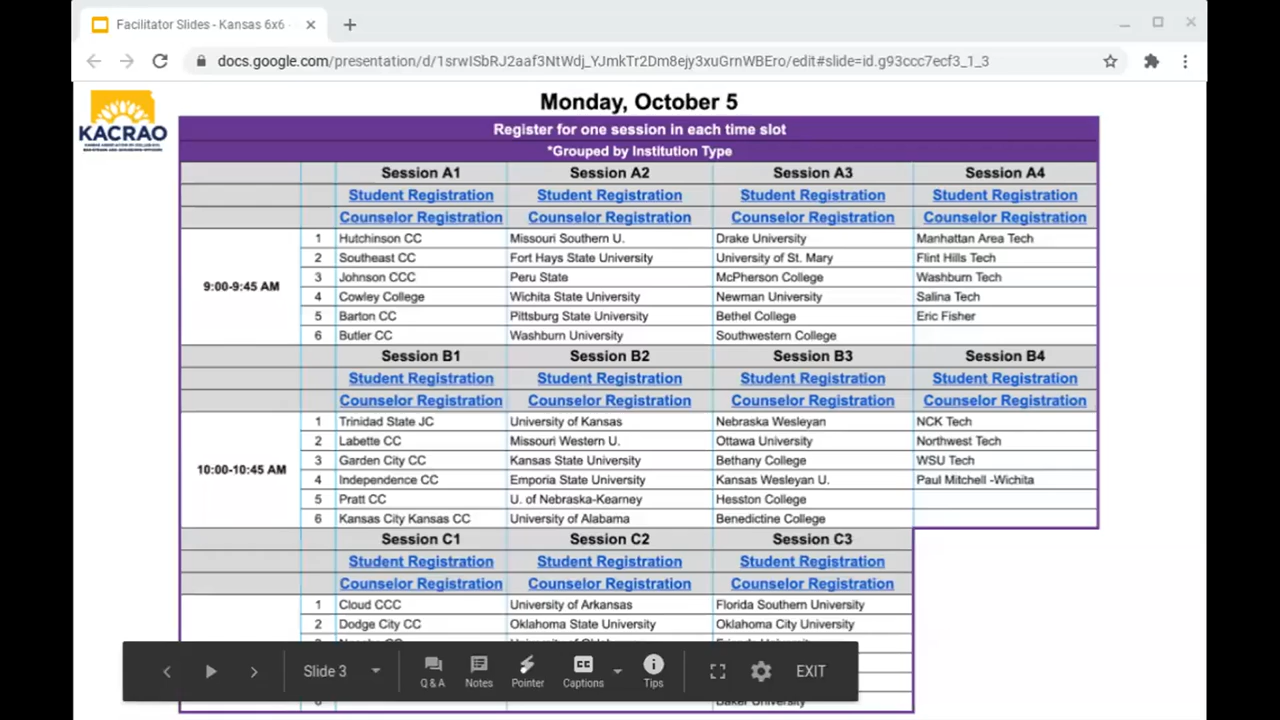 Facilitator Slides - Kansas 6x6
docs.google.com/presentation/d/1srwISbRJ2aaf3NtWdj_YJmkTr2Dm8ejy3xuGrnWBEro/edit#slide=id.g93ccc7ecf3_1_3
KACRAO
Monday, October 5
Register for one session in each time slot
*Grouped by Institution Type
Session A1 Session A2 Session A3 Session A4
Student Registration Student Registration Student Registration Student Registration
Counselor Registration Counselor Registration Counselor Registration Counselor Registration
9:00-9:45 AM
1 Hutchinson CC Missouri Southern U. Drake University Manhattan Area Tech
2 Southeast CC Fort Hays State University University of St. Mary Flint Hills Tech
3 Johnson CCC Peru State McPherson College Washburn Tech
4 Cowley College Wichita State University Newman University Salina Tech
5 Barton CC Pittsburg State University Bethel College Eric Fisher
6 Butler CC Washburn University Southwestern College
Session B1 Session B2 Session B3 Session B4
Student Registration Student Registration Student Registration Student Registration
Counselor Registration Counselor Registration Counselor Registration Counselor Registration
10:00-10:45 AM
1 Trinidad State JC University of Kansas Nebraska Wesleyan NCK Tech
2 Labette CC Missouri Western U. Ottawa University Northwest Tech
3 Garden City CC Kansas State University Bethany College WSU Tech
4 Independence CC Emporia State University Kansas Wesleyan U. Paul Mitchell -Wichita
5 Pratt CC U. of Nebraska-Kearney Hesston College
6 Kansas City Kansas CC University of Alabama Benedictine College
Session C1 Session C2 Session C3
Student Registration Student Registration Student Registration
Counselor Registration Counselor Registration Counselor Registration
1 Cloud CCC University of Arkansas Florida Southern University
2 Dodge City CC Oklahoma State University Oklahoma City University
Slide 3
Q & A Notes Pointer Captions Tips EXIT